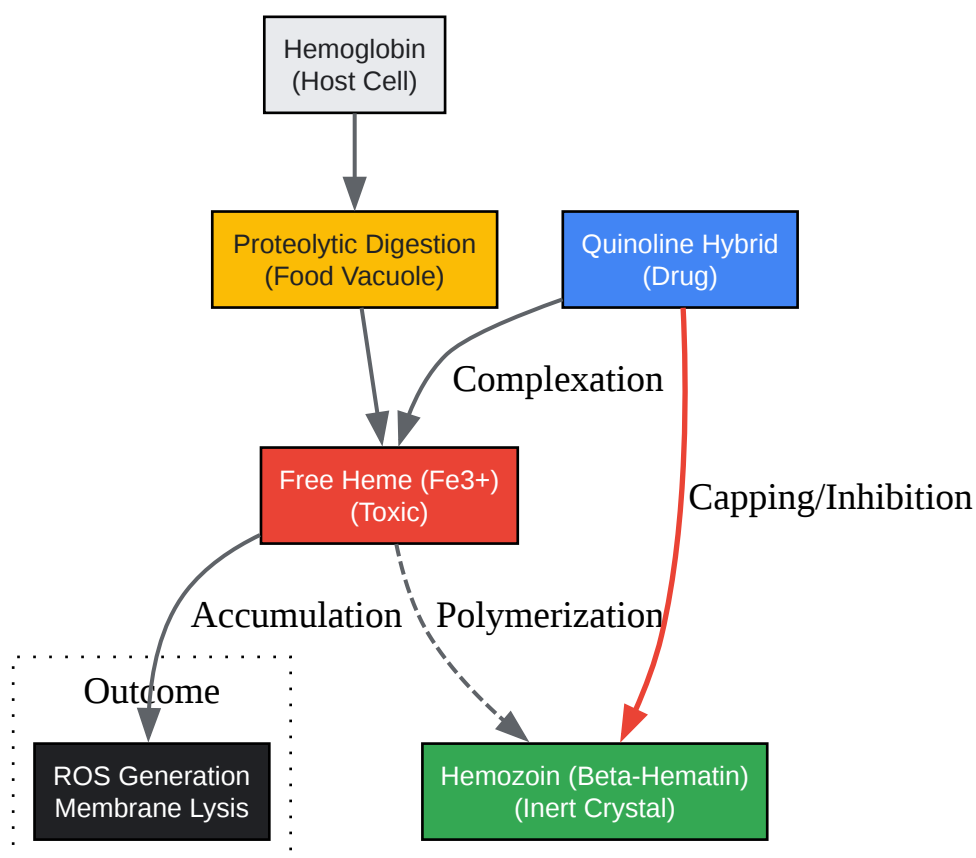 Hemoglobin
(Host Cell)
Proteolytic Digestion
(Food Vacuole)
Quinoline Hybrid
(Drug)
Complexation
Free Heme (Fe3+)
(Toxic)
Capping/Inhibition
Accumulation
Polymerization
Outcome
ROS Generation
Membrane Lysis
Hemozoin (Beta-Hematin)
(Inert Crystal)